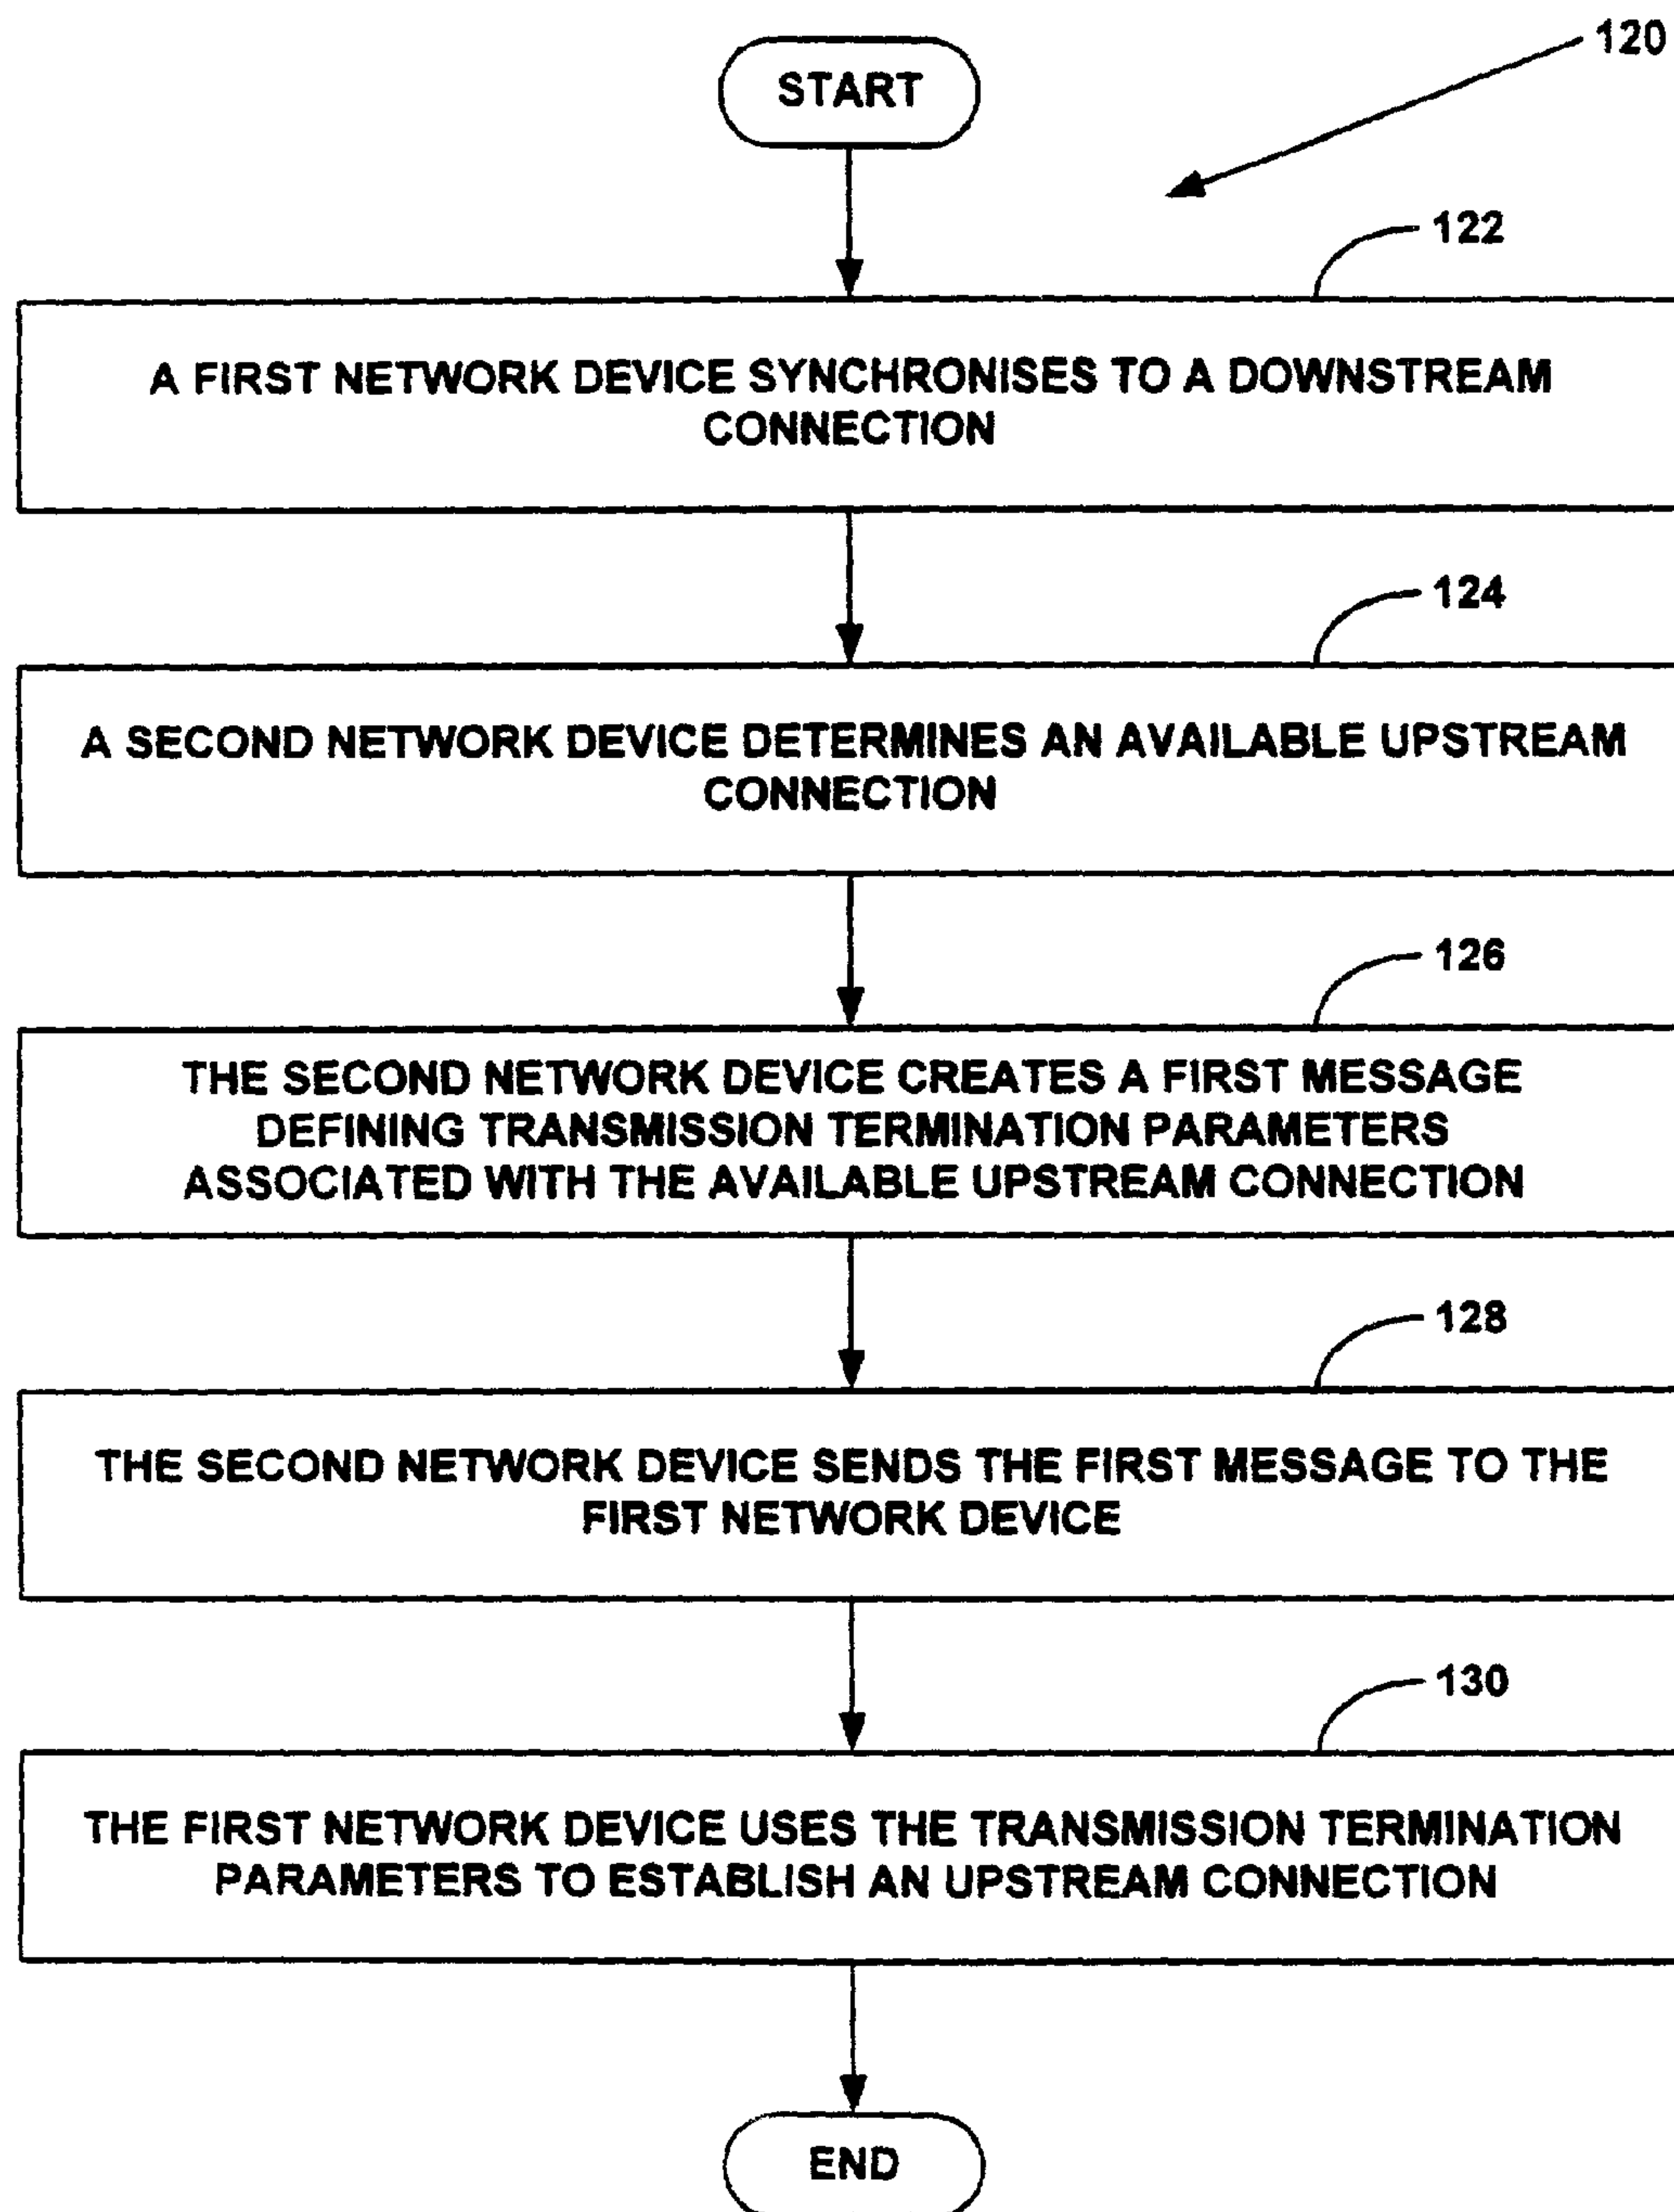 120
START
122
A FIRST NETWORK DEVICE SYNCHRONISES TO A DOWNSTREAM
CONNECTION
124
A SECOND NETWORK DEVICE DETERMINES AN AVAILABLE UPSTREAM
CONNECTION
126
THE SECOND NETWORK DEVICE CREATES A FIRST MESSAGE
DEFINING TRANSMISSION TERMINATION PARAMETERS
ASSOCIATED WITH THE AVAILABLE UPSTREAM CONNECTION
128
THE SECOND NETWORK DEVICE SENDS THE FIRST MESSAGE TO THE
FIRST NETWORK DEVICE
130
THE FIRST NETWORK DEVICE USES THE TRANSMISSION TERMINATION
PARAMETERS TO ESTABLISH AN UPSTREAM CONNECTION
END